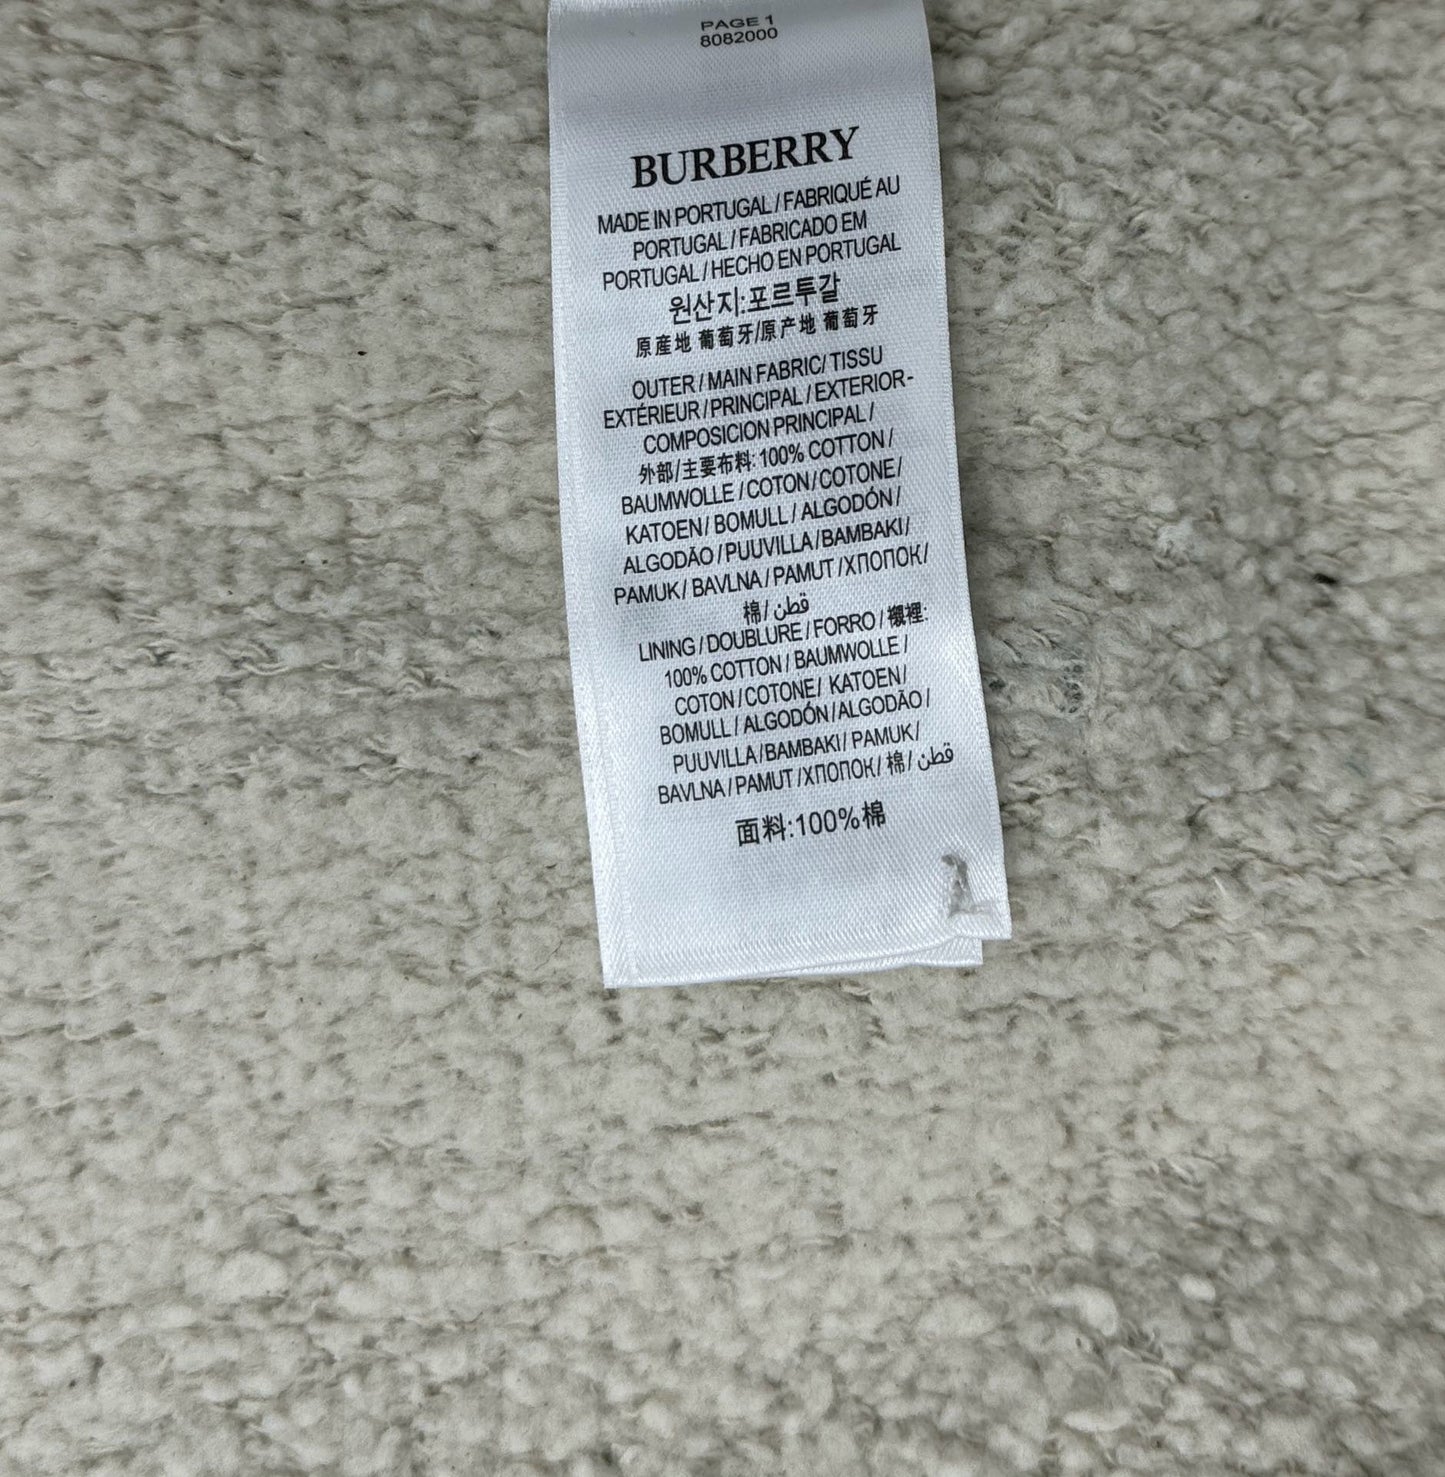 PAGE 1
8082000
BURBERRY
MADE IN PORTUGAL / FABRIQUÉ AU
PORTUGAL / FABRICADO EM
PORTUGAL / HECHO EN PORTUGAL
원산지:포르투갈
原産地 葡萄牙/原产地 葡萄牙
OUTER / MAIN FABRIC/ TISSU
EXTÉRIEUR / PRINCIPAL / EXTERIOR-
COMPOSICION PRINCIPAL /
外部/主要布料: 100% COTTON /
BAUMWOLLE / COTON / COTONE /
KATOEN / BOMULL / ALGODÓN /
ALGODÃO / PUUVILLA / BAMBAKI /
PAMUK / BAVLNA / PAMUT / ХЛОПОК /
棉 / قطن
LINING / DOUBLURE / FORRO / 襯裡:
100% COTTON / BAUMWOLLE /
COTON / COTONE / KATOEN /
BOMULL / ALGODÓN / ALGODÃO /
PUUVILLA / BAMBAKI / PAMUK /
BAVLNA / PAMUT / ХЛОПОК / 棉 / قطن
面料:100%棉